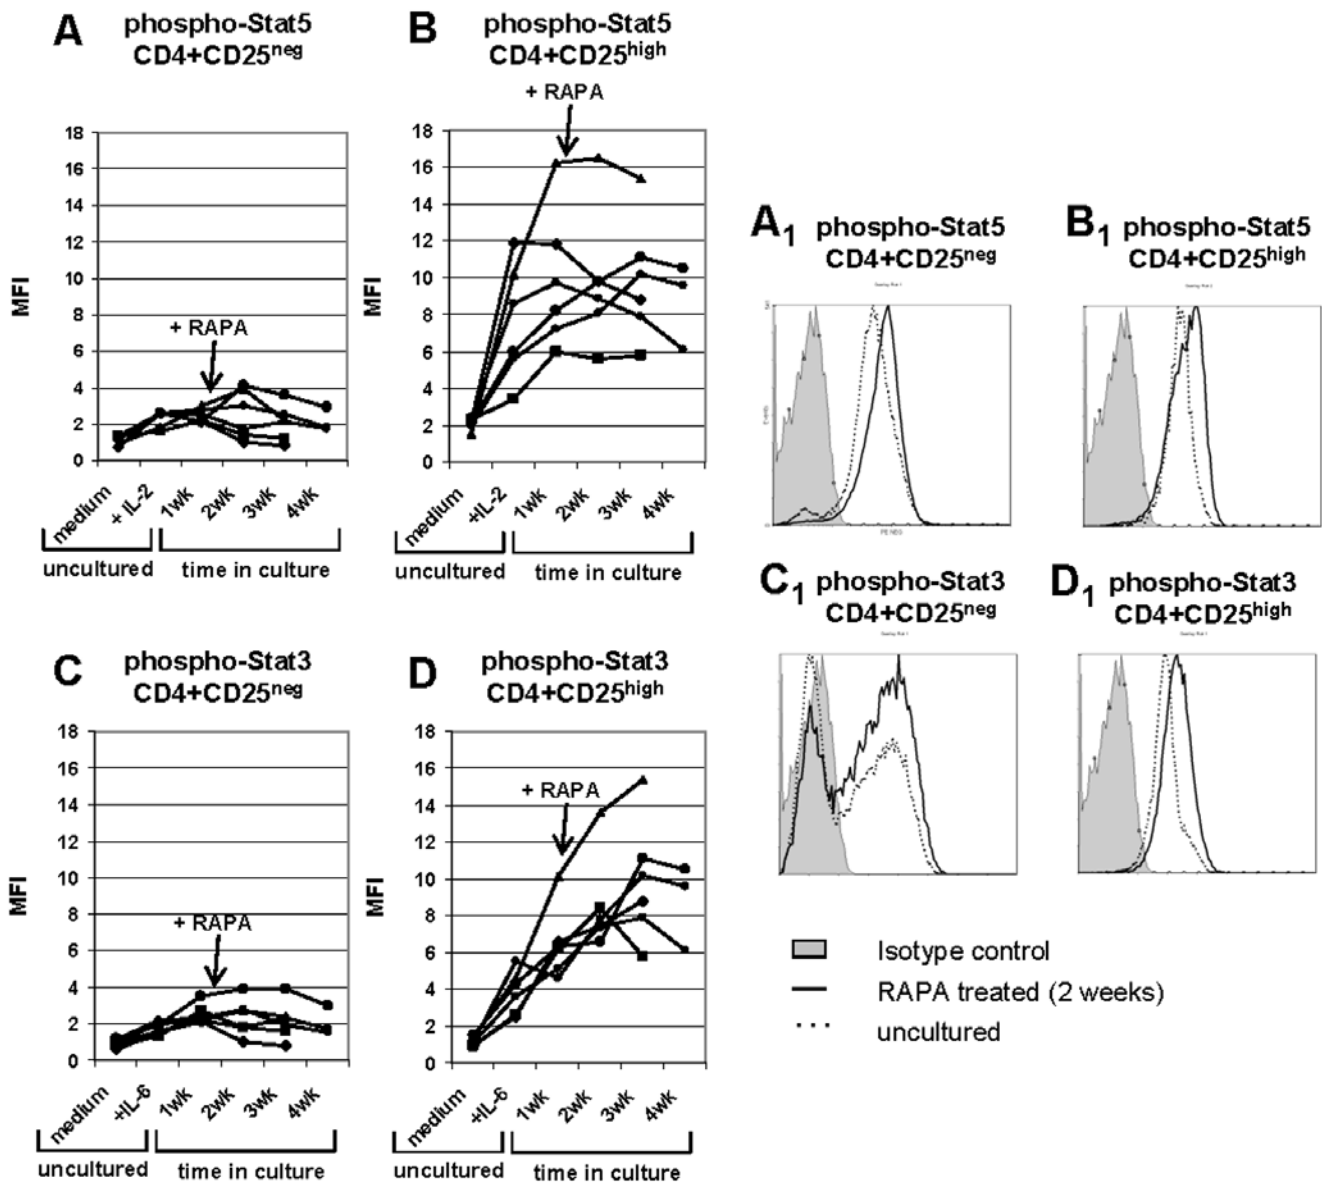 A phospho-Stat5
CD4+CD25neg
+ RAPA
MFI
18
16
14
12
10
8
6
4
2
0
medium
+ IL-2
1wk
2wk
3wk
4wk
uncultured time in culture
B phospho-Stat5
CD4+CD25high
+ RAPA
MFI
18
16
14
12
10
8
6
4
2
0
medium
+IL-2
1wk
2wk
3wk
4wk
uncultured time in culture
C phospho-Stat3
CD4+CD25neg
+ RAPA
MFI
18
16
14
12
10
8
6
4
2
0
medium
+IL-6
1wk
2wk
3wk
4wk
uncultured time in culture
D phospho-Stat3
CD4+CD25high
+ RAPA
MFI
18
16
14
12
10
8
6
4
2
0
medium
+IL-6
1wk
2wk
3wk
4wk
uncultured time in culture
A1 phospho-Stat5
CD4+CD25neg
B1 phospho-Stat5
CD4+CD25high
C1 phospho-Stat3
CD4+CD25neg
D1 phospho-Stat3
CD4+CD25high
Isotype control
RAPA treated (2 weeks)
uncultured